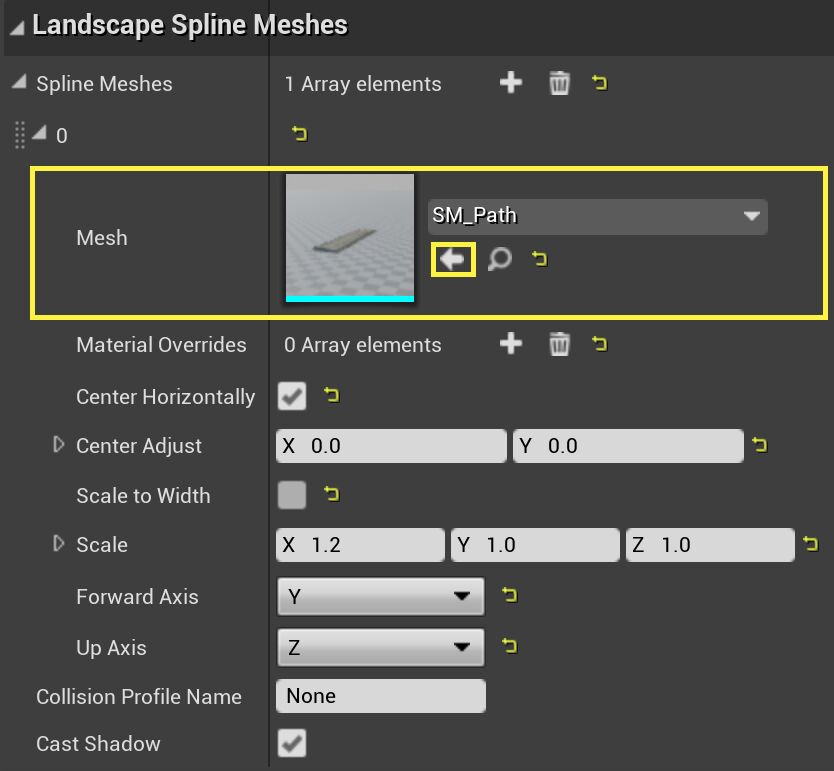 Landscape Spline Meshes
Spline Meshes 1 Array elements
0
Mesh SM_Path
Material Overrides 0 Array elements
Center Horizontally
Center Adjust X 0.0 Y 0.0
Scale to Width
Scale X 1.2 Y 1.0 Z 1.0
Forward Axis Y
Up Axis Z
Collision Profile Name None
Cast Shadow